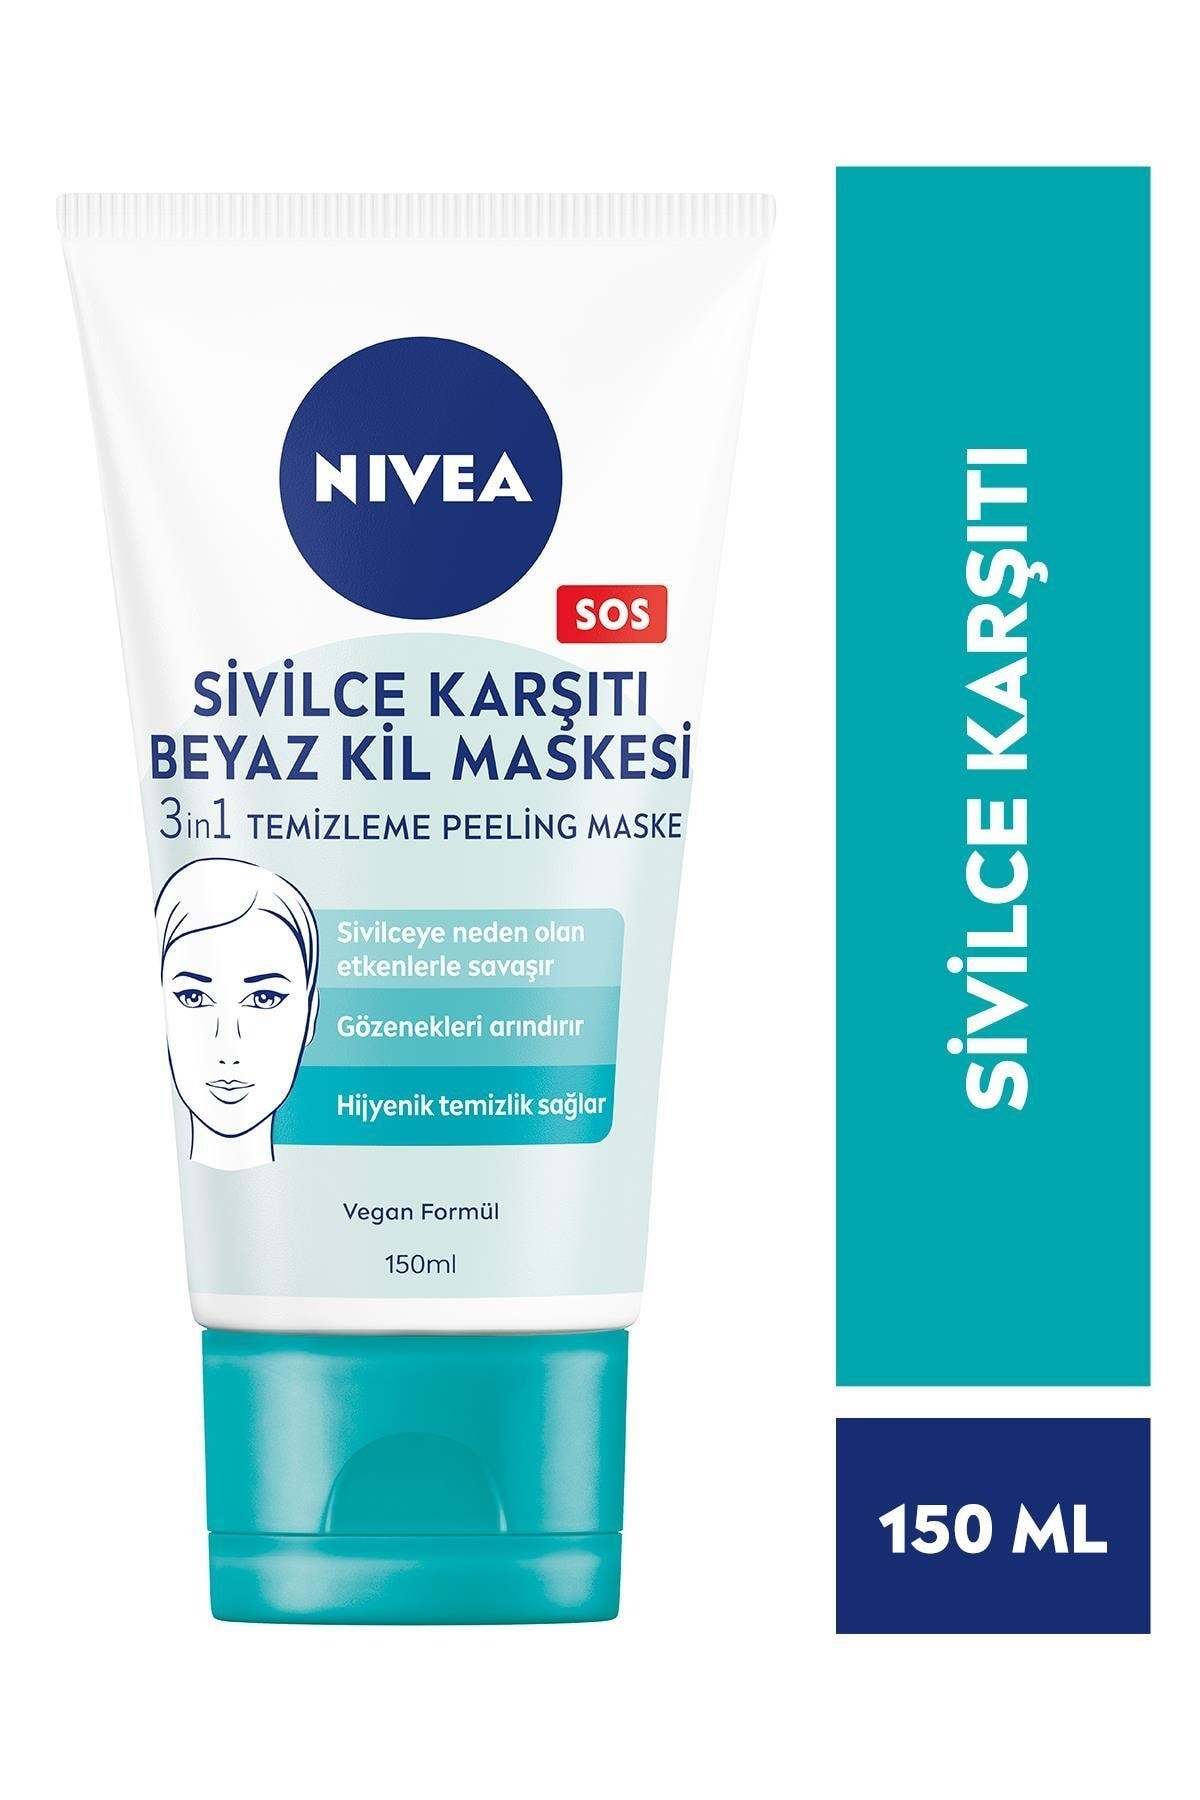 NIVEA
SOS
SİVİLCE KARŞITI
BEYAZ KİL MASKESİ
3in1 TEMİZLEME PEELİNG MASKE
Sivilceye neden olan
etkenlerle savaşır
Gözenekleri arındırır
Hijyenik temizlik sağlar
Vegan Formül
150ml
SİVİLCE KARŞITI
150 ML